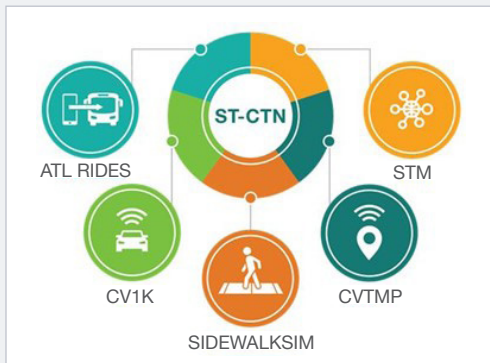 ST-CTN
ATL RIDES
STM
CV1K
CVTMP
SIDEWALKSIM